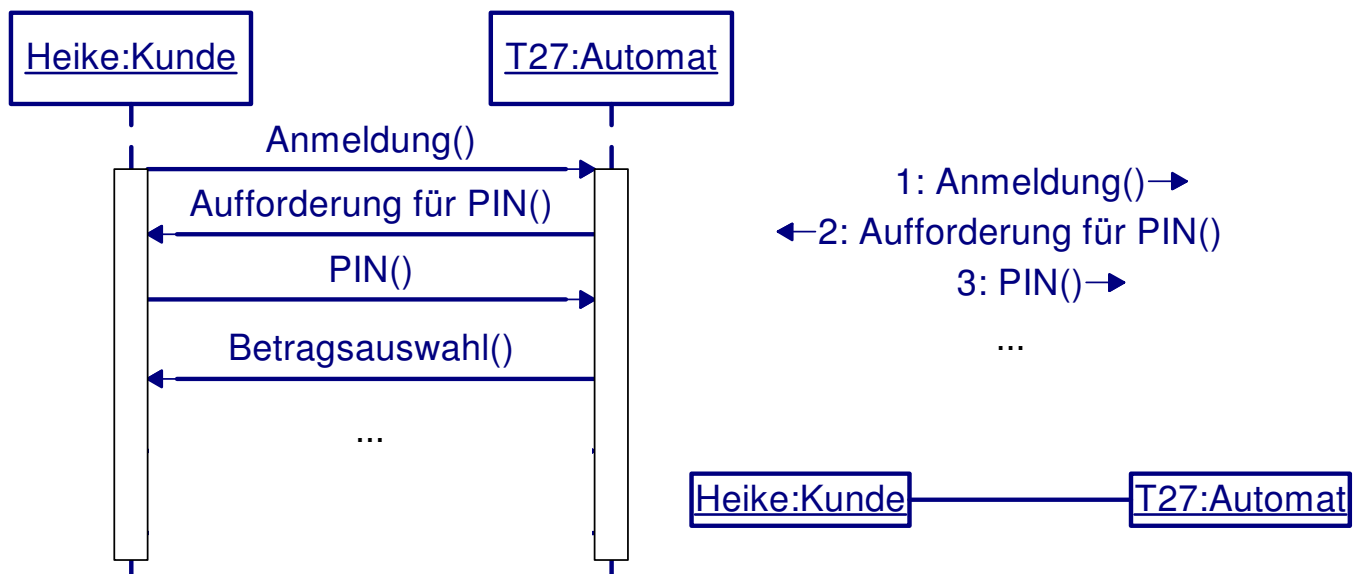 Heike:Kunde
T27:Automat
Anmeldung()
Aufforderung für PIN()
PIN()
Betragsauswahl()
...
1: Anmeldung()
2: Aufforderung für PIN()
3: PIN()
...
Heike:Kunde
T27:Automat